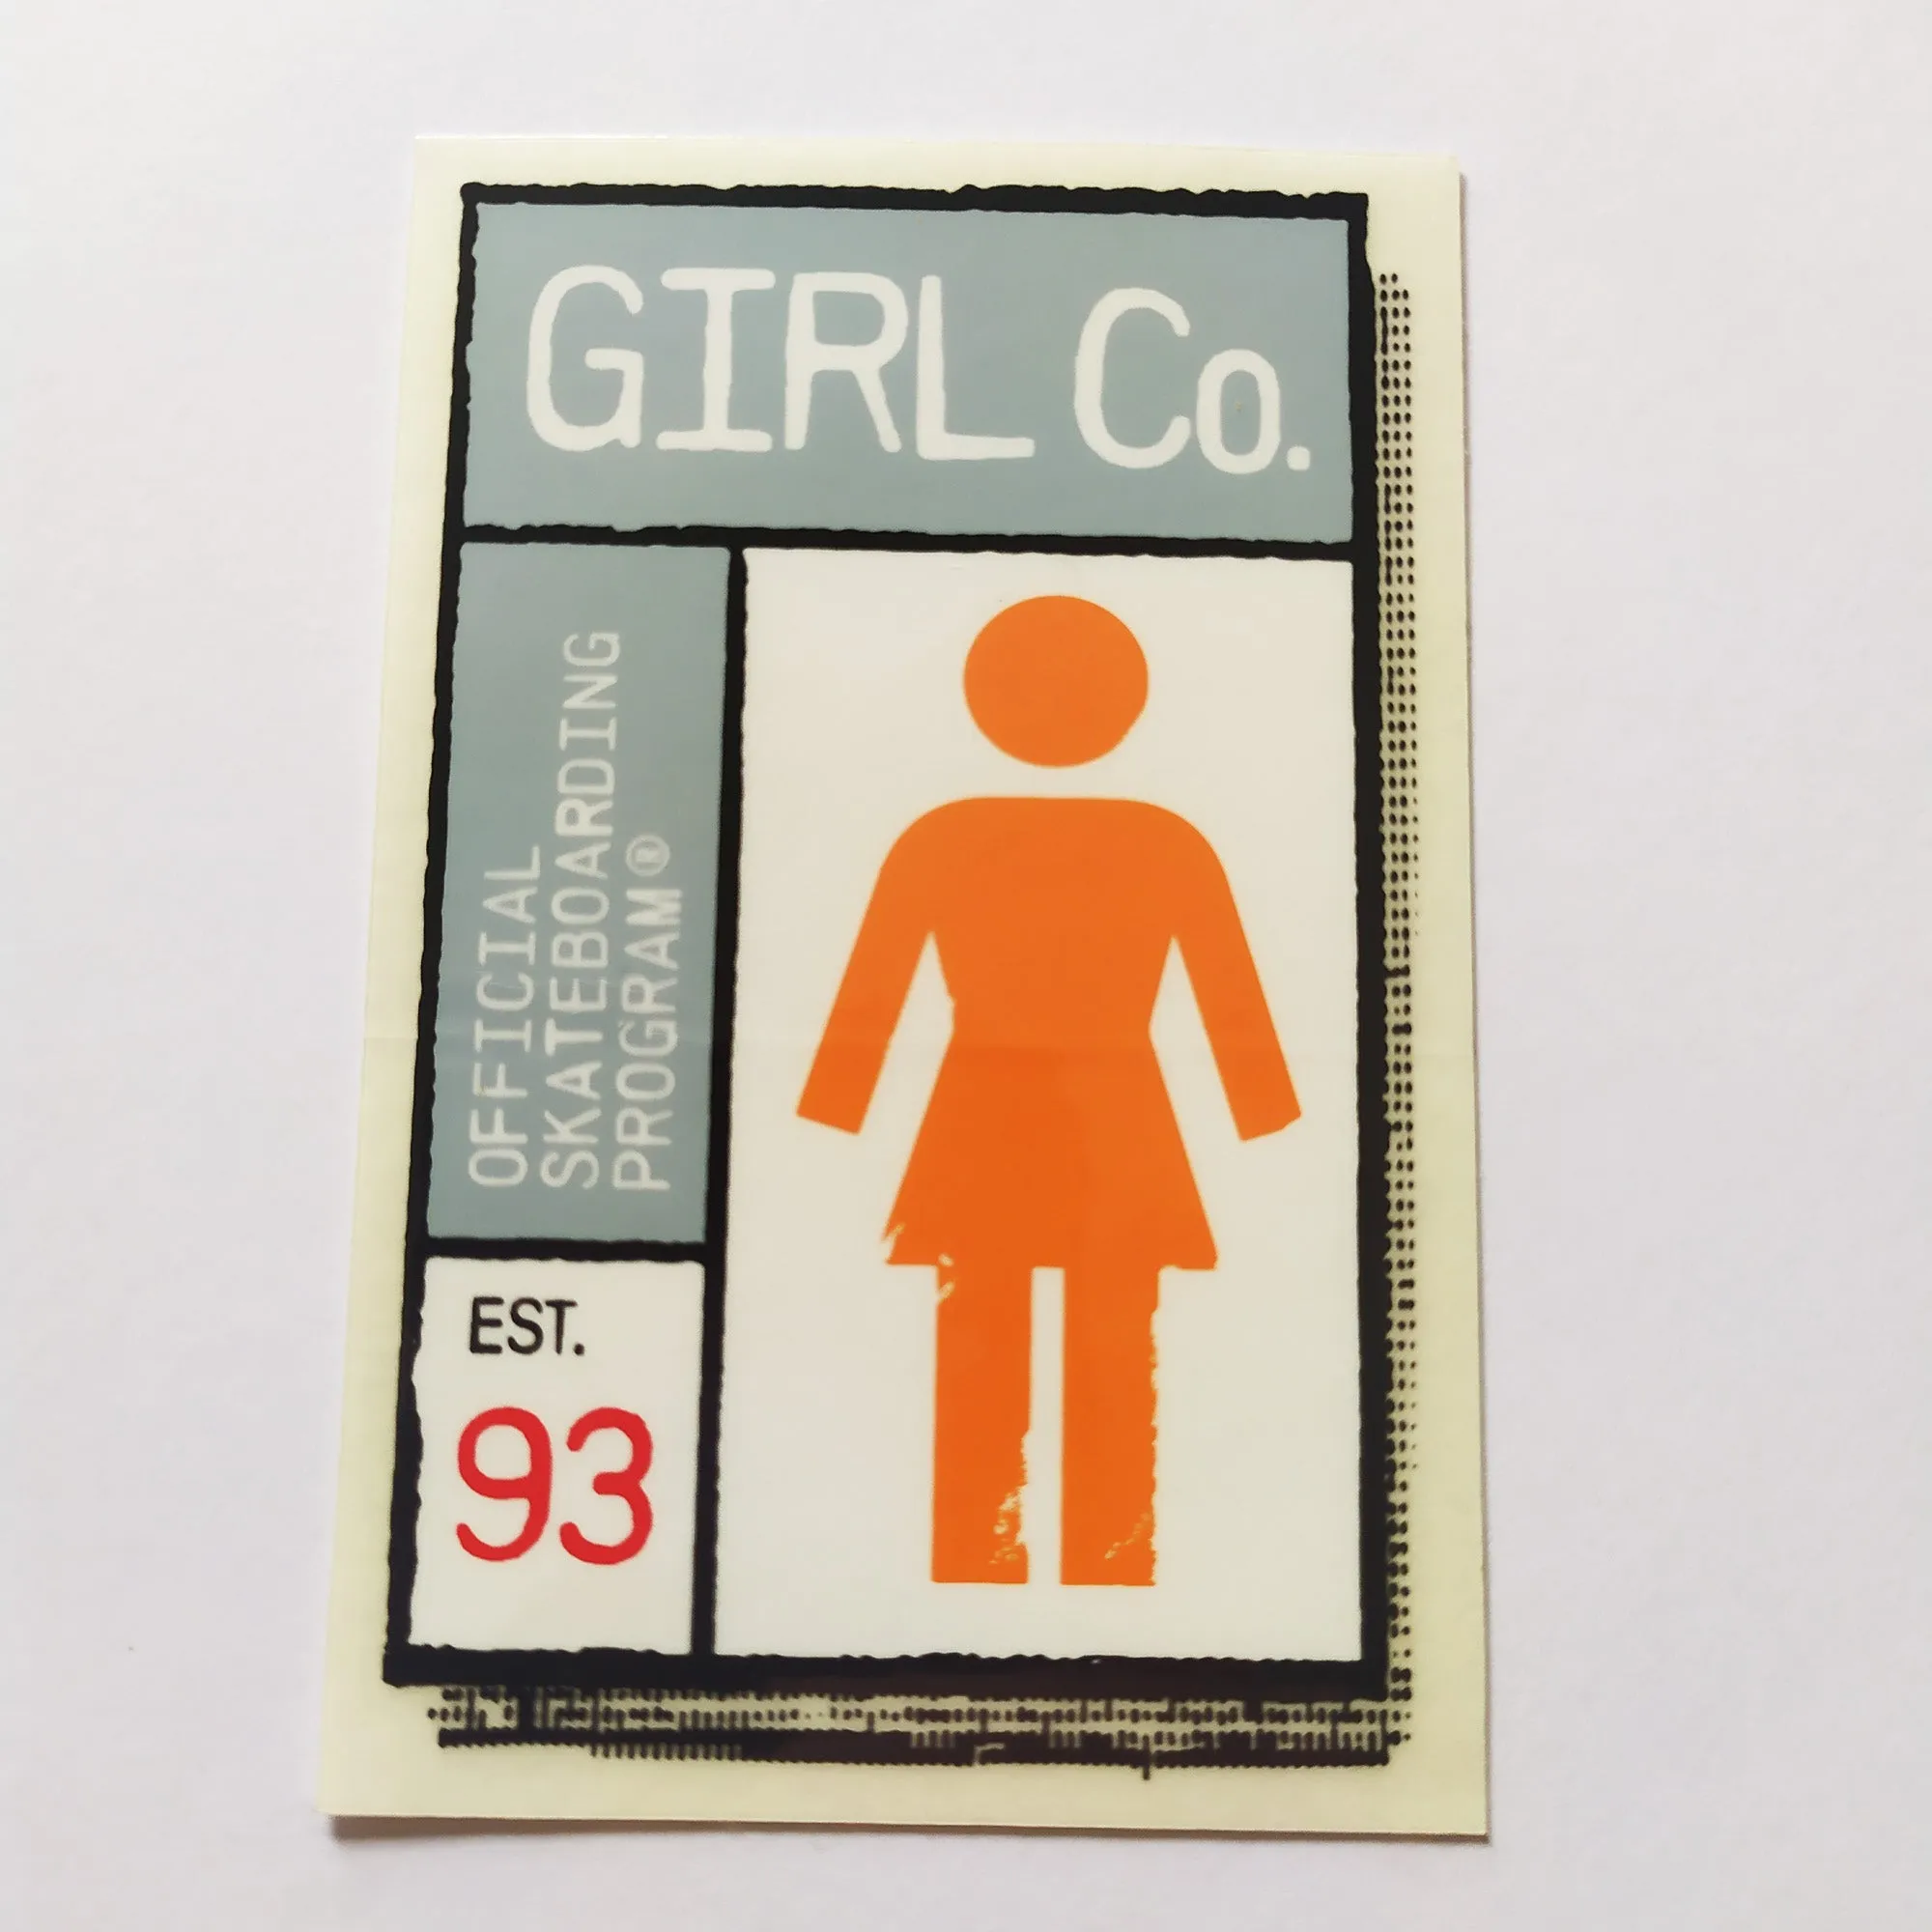 GIRL Co.
OFFICIAL
SKATEBOARDING
PROGRAM®
EST.
93